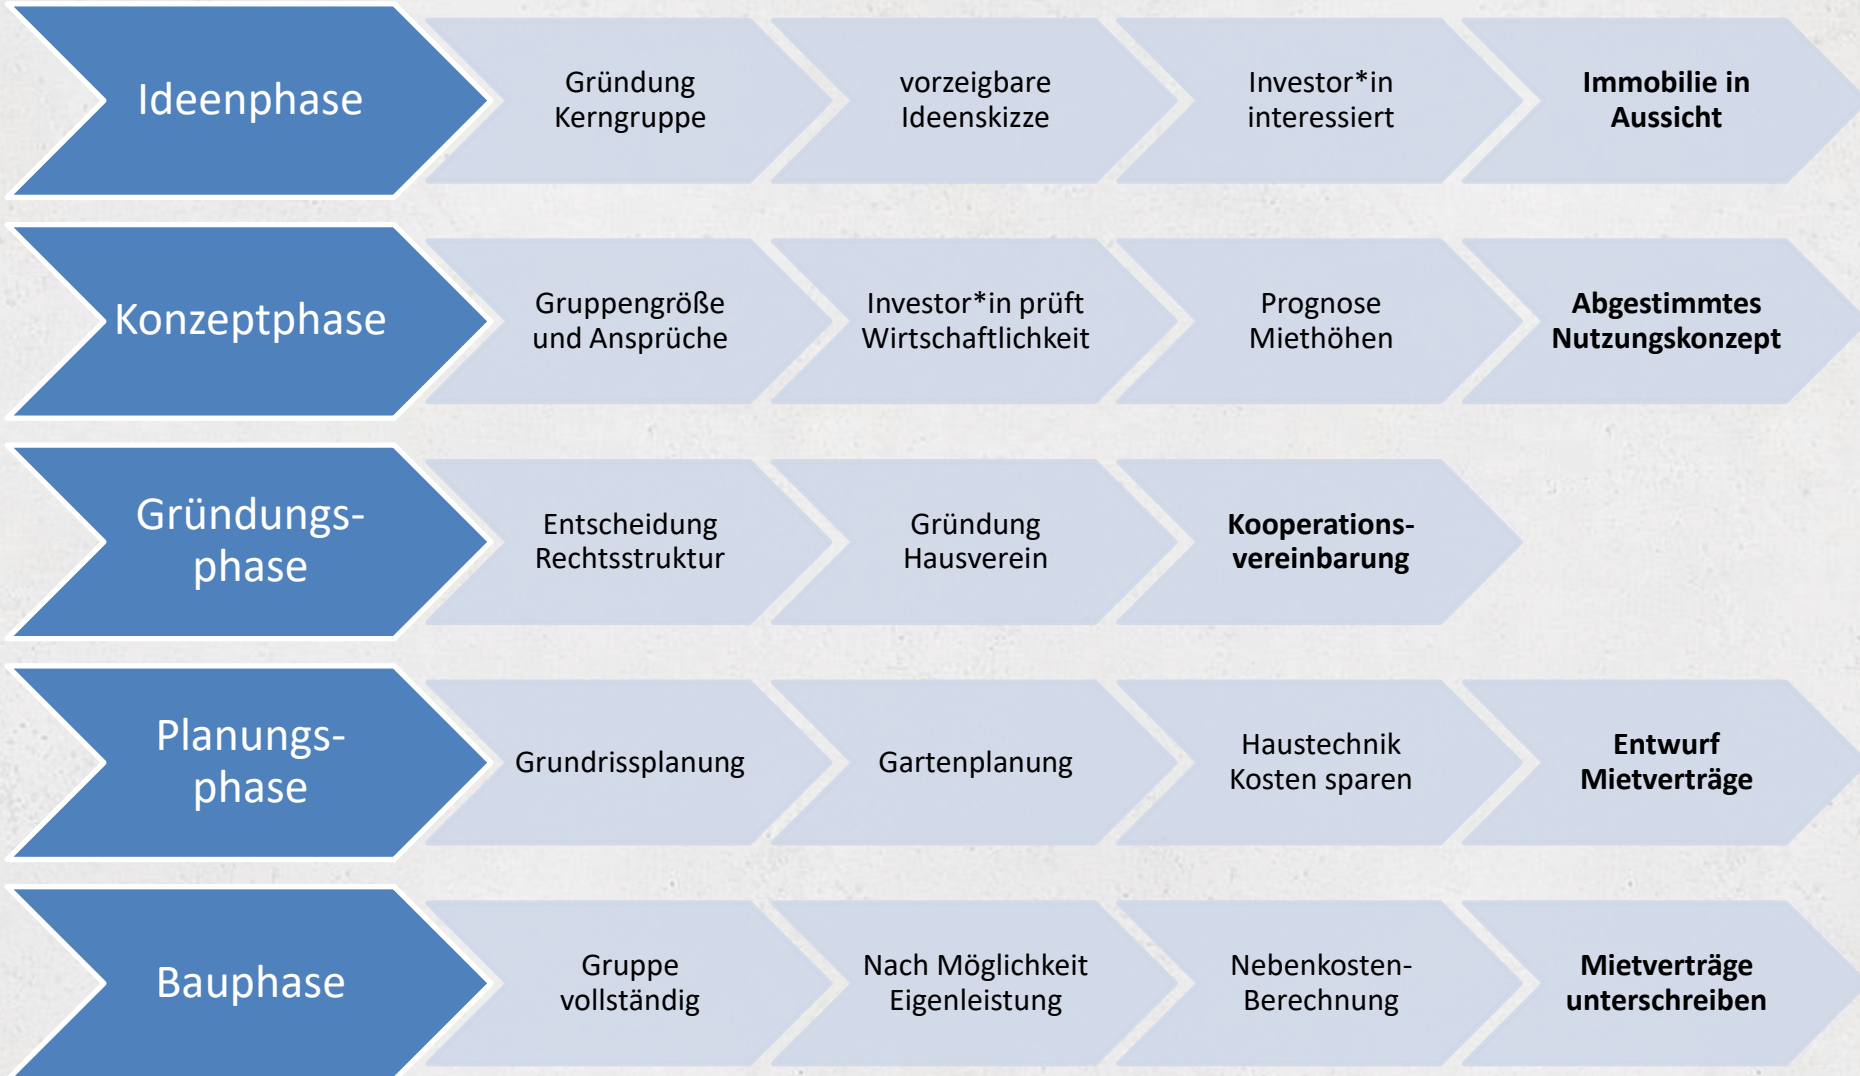 Ideenphase
Gründung
Kerngruppe
vorzeigbare
Ideenskizze
Investor*in
interessiert
Immobilie in
Aussicht
Konzeptphase
Gruppengröße
und Ansprüche
Investor*in prüft
Wirtschaftlichkeit
Prognose
Miethöhen
Abgestimmtes
Nutzungskonzept
Gründungs-
phase
Entscheidung
Rechtsstruktur
Gründung
Hausverein
Kooperations-
vereinbarung
Planungs-
phase
Grundrissplanung
Gartenplanung
Haustechnik
Kosten sparen
Entwurf
Mietverträge
Bauphase
Gruppe
vollständig
Nach Möglichkeit
Eigenleistung
Nebenkosten-
Berechnung
Mietverträge
unterschreiben